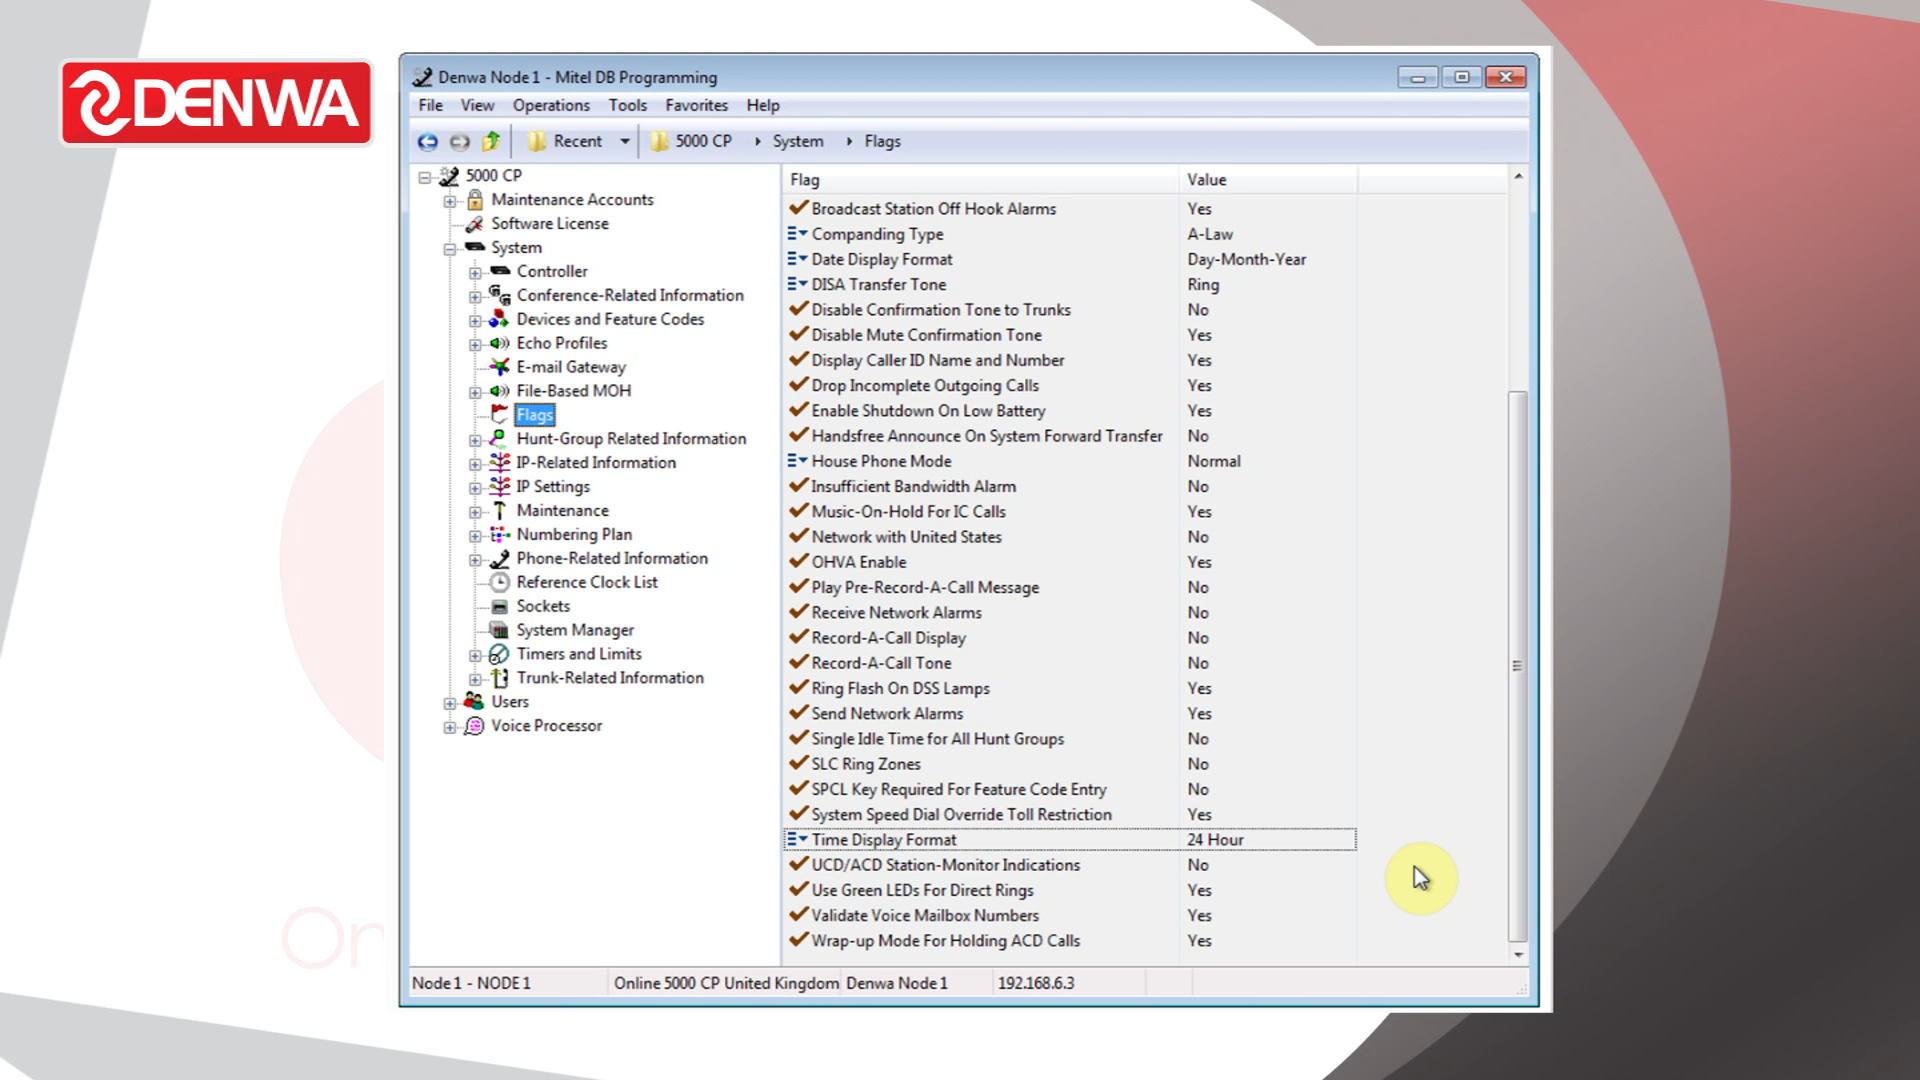 DENWA
Denwa Node 1 - Mitel DB Programming
File View Operations Tools Favorites Help
Recent 5000 CP System Flags
5000 CP
Maintenance Accounts
Software License
System
Controller
Conference-Related Information
Devices and Feature Codes
Echo Profiles
E-mail Gateway
File-Based MOH
Flags
Hunt-Group Related Information
IP-Related Information
IP Settings
Maintenance
Numbering Plan
Phone-Related Information
Reference Clock List
Sockets
System Manager
Timers and Limits
Trunk-Related Information
Users
Voice Processor
Flag Value
Broadcast Station Off Hook Alarms Yes
Companding Type A-Law
Date Display Format Day-Month-Year
DISA Transfer Tone Ring
Disable Confirmation Tone to Trunks No
Disable Mute Confirmation Tone Yes
Display Caller ID Name and Number Yes
Drop Incomplete Outgoing Calls Yes
Enable Shutdown On Low Battery Yes
Handsfree Announce On System Forward Transfer No
House Phone Mode Normal
Insufficient Bandwidth Alarm No
Music-On-Hold For IC Calls Yes
Network with United States No
OHVA Enable Yes
Play Pre-Record-A-Call Message No
Receive Network Alarms No
Record-A-Call Display No
Record-A-Call Tone No
Ring Flash On DSS Lamps Yes
Send Network Alarms Yes
Single Idle Time for All Hunt Groups No
SLC Ring Zones No
SPCL Key Required For Feature Code Entry No
System Speed Dial Override Toll Restriction Yes
Time Display Format 24 Hour
UCD/ACD Station-Monitor Indications No
Use Green LEDs For Direct Rings Yes
Validate Voice Mailbox Numbers Yes
Wrap-up Mode For Holding ACD Calls Yes
Node 1 - NODE 1 Online 5000 CP United Kingdom Denwa Node 1 192.168.6.3